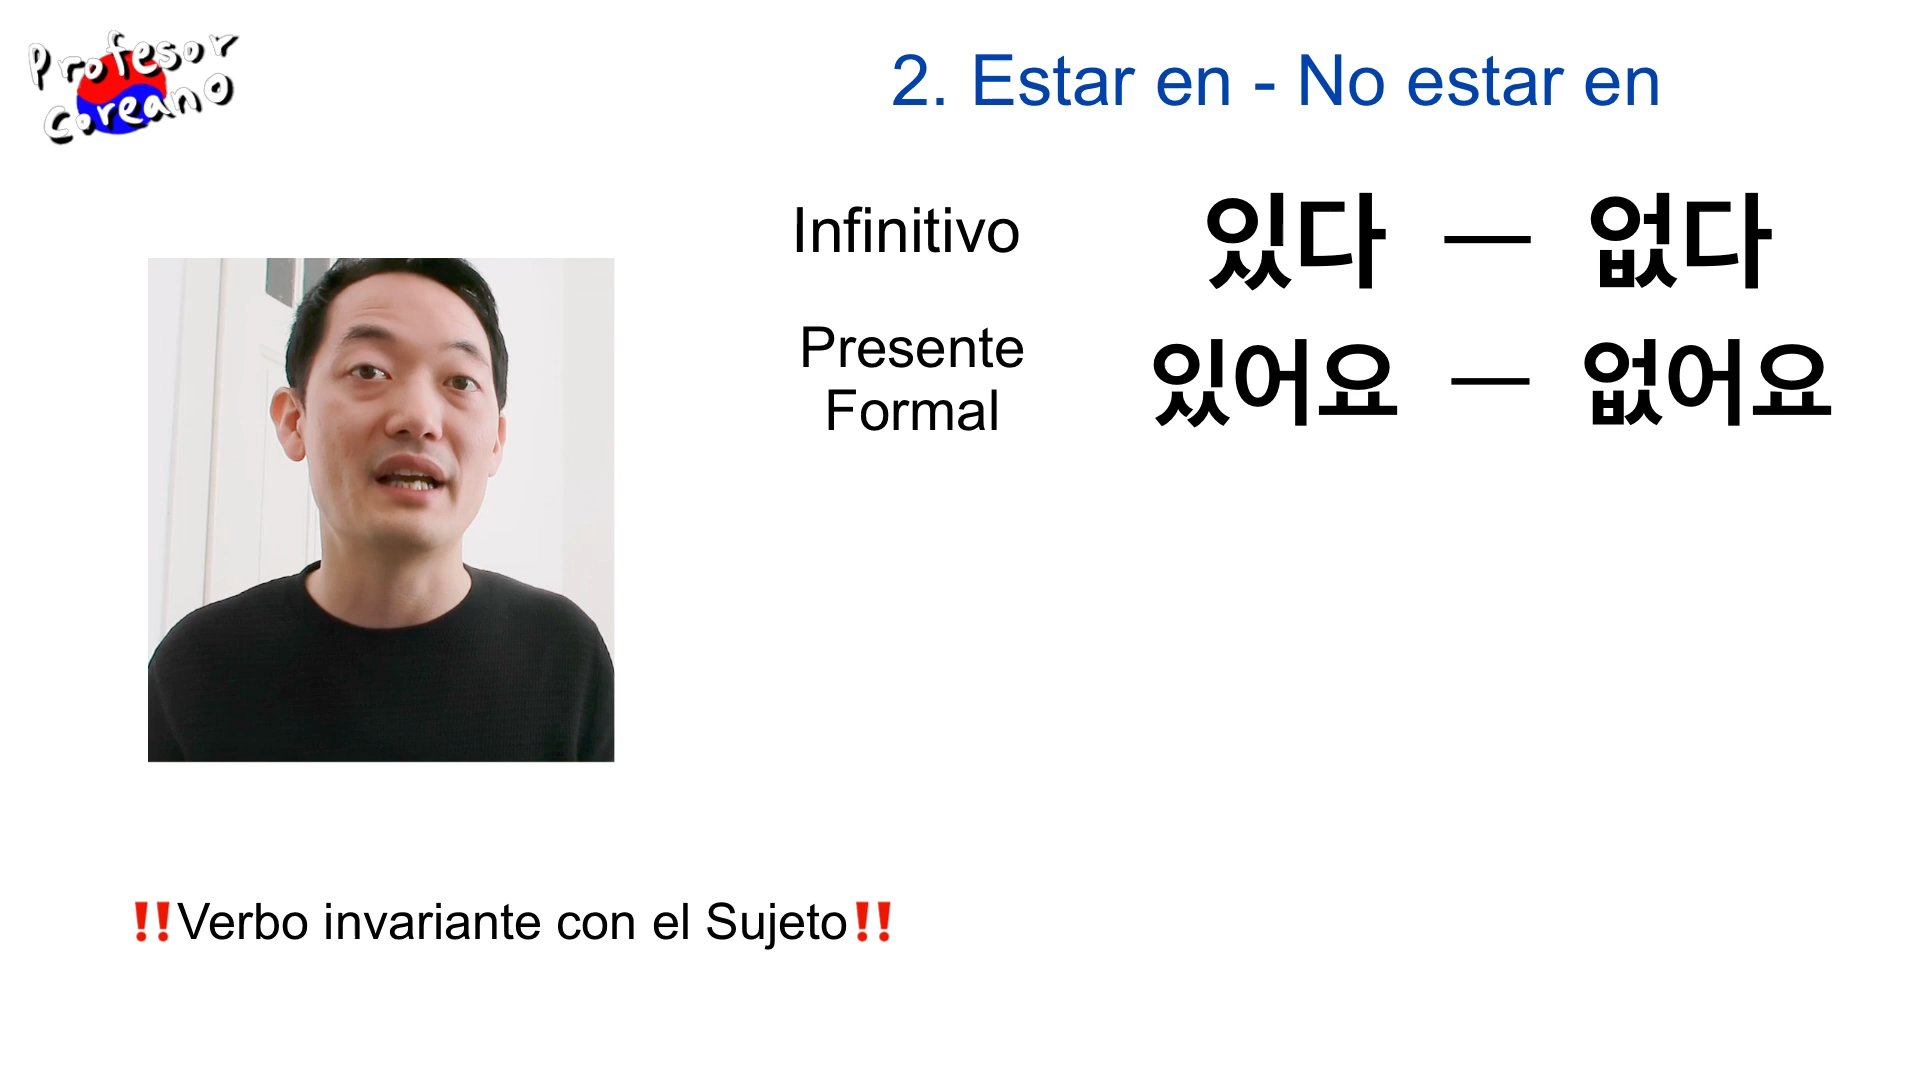 Profesor
Coreano
2. Estar en - No estar en
Infinitivo
있다 — 없다
Presente
Formal
있어요 — 없어요
‼Verbo invariante con el Sujeto‼